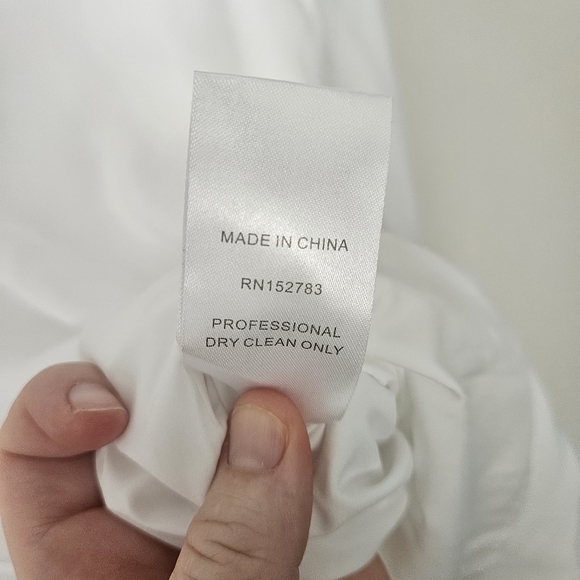 MADE IN CHINA
RN152783
PROFESSIONAL
DRY CLEAN ONLY